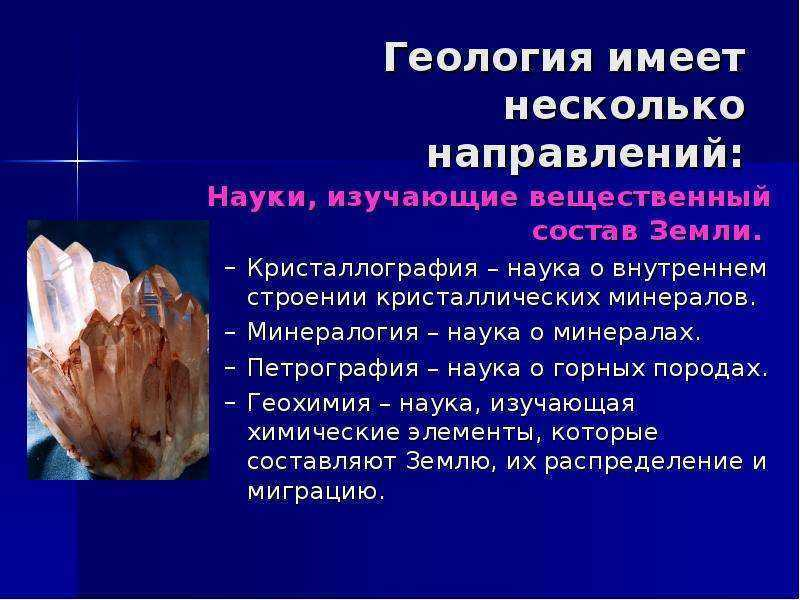 Геология имеет
несколько
направлений:
Науки, изучающие вещественный
состав Земли.
– Кристаллография – наука о внутреннем
строении кристаллических минералов.
– Минералогия – наука о минералах.
– Петрография – наука о горных породах.
– Геохимия – наука, изучающая
химические элементы, которые
составляют Землю, их распределение и
миграцию.